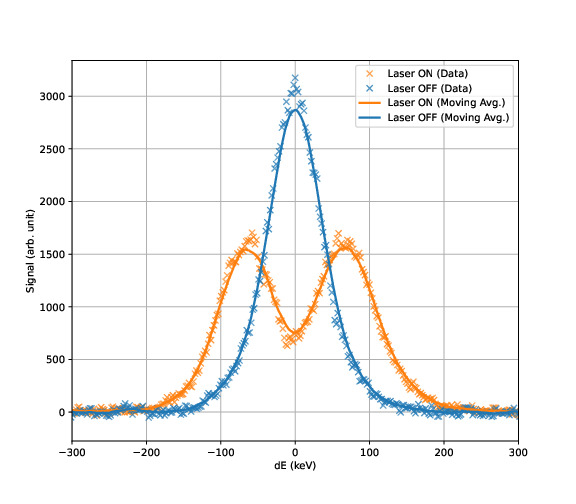 Laser ON (Data)
Laser OFF (Data)
Laser ON (Moving Avg.)
Laser OFF (Moving Avg.)
Signal (arb. unit)
3000
2500
2000
1500
1000
500
0
−300
−200
−100
0
100
200
300
dE (keV)